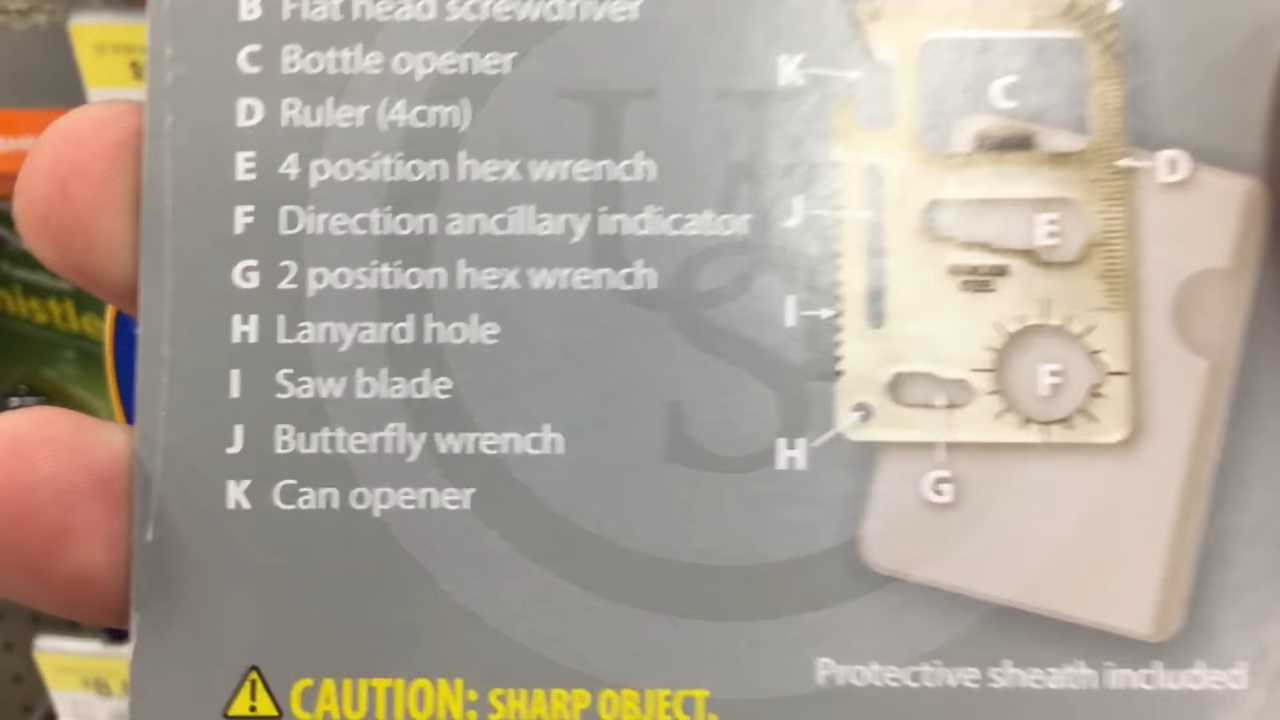 B Flat head screwdriver
C Bottle opener
D Ruler (4cm)
E 4 position hex wrench
F Direction ancillary indicator
G 2 position hex wrench
H Lanyard hole
I Saw blade
J Butterfly wrench
K Can opener
K
C
D
J
E
I
F
H
G
Protective sheath included
CAUTION: SHARP OBJECT.